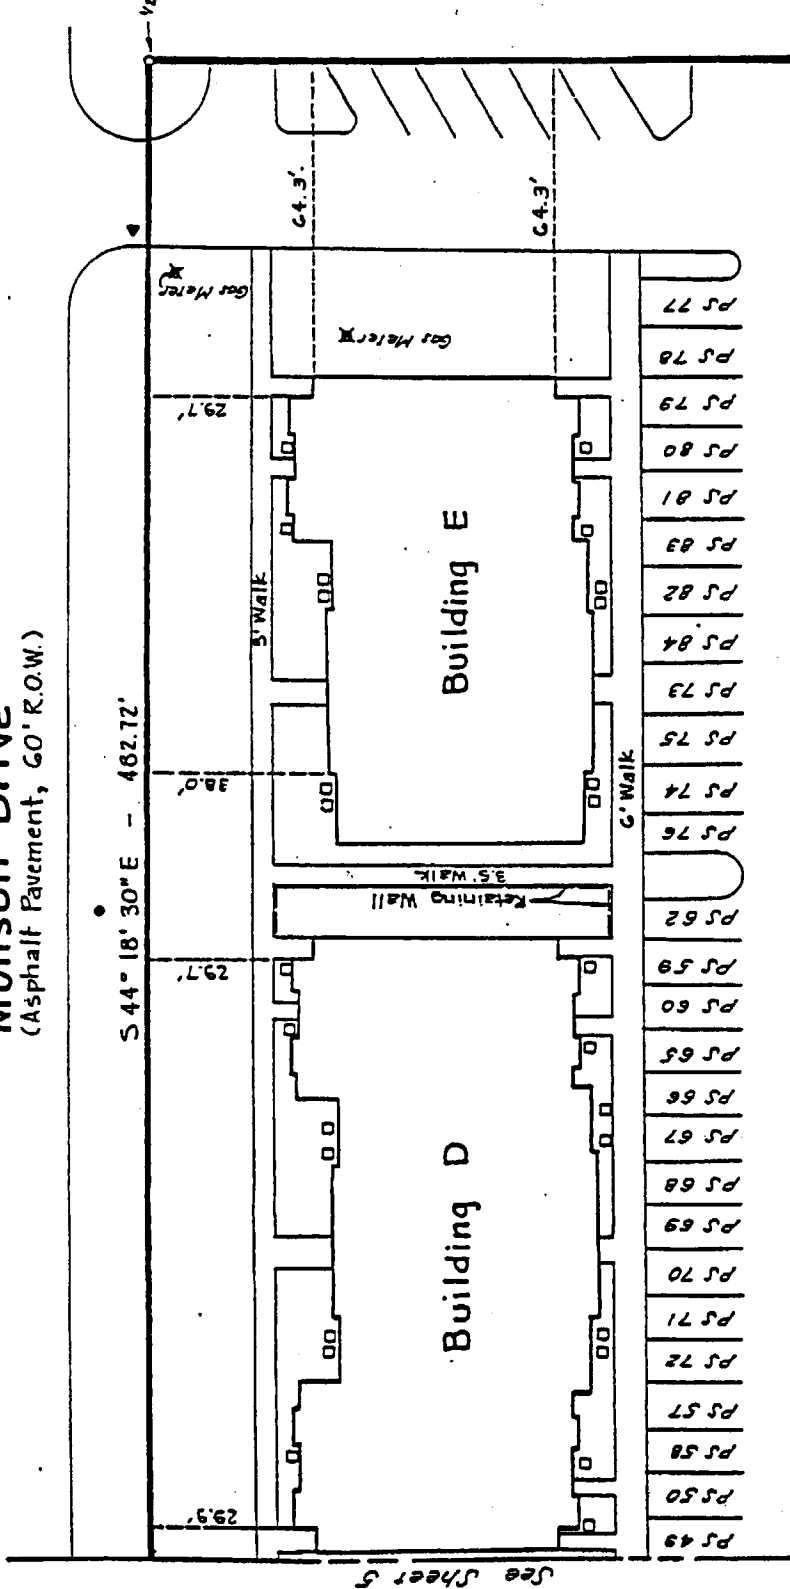 (Asphalt Pavement, 60' R.O.W.)
S 44° 18' 30" E - 482.72'
64.3'
64.3'
Gas Meter
Gas Meter
29.7'
38.0'
29.7'
29.9'
5' Walk
6' Walk
3.5' Walk
Retaining Wall
Building E
Building D
PS 77
PS 78
PS 79
PS 80
PS 81
PS 83
PS 82
PS 84
PS 73
PS 75
PS 74
PS 76
PS 62
PS 59
PS 60
PS 65
PS 66
PS 67
PS 68
PS 69
PS 70
PS 71
PS 72
PS 57
PS 58
PS 50
PS 49
See Sheet 5